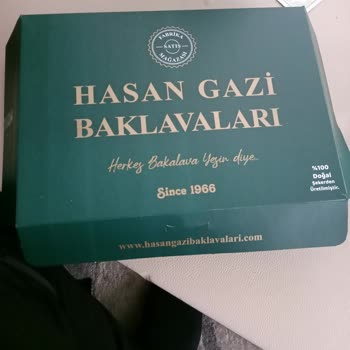 FABRİKA
SATIŞ
MAĞAZASI
HASAN GAZİ
BAKLAVALARI
Herkes Bakalava Yesin diye..
Since 1966
%100
Doğal
Şekerden
Üretilmiştir.
www.hasangazibaklavalari.com